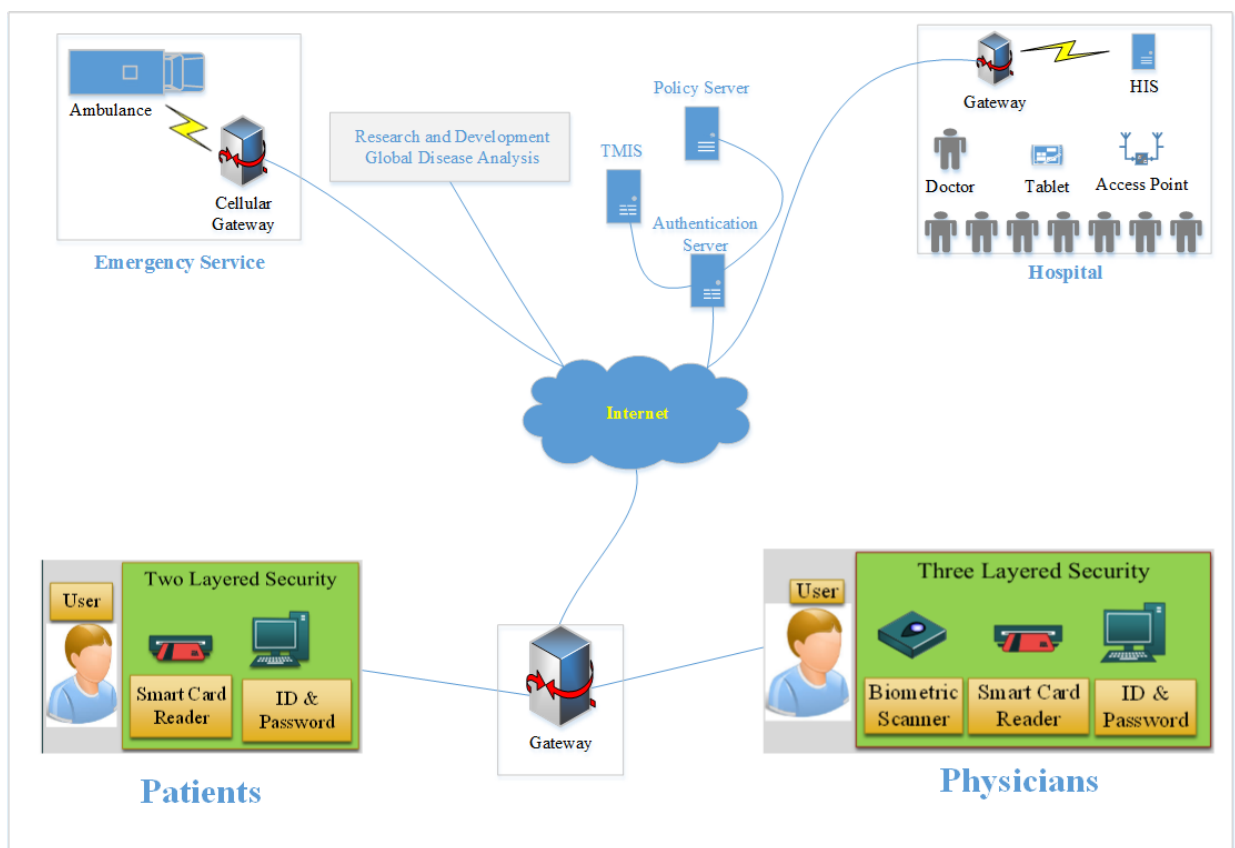 Ambulance
Cellular
Gateway
Emergency Service
Research and Development
Global Disease Analysis
Policy Server
TMIS
Authentication
Server
Gateway
HIS
Doctor
Tablet
Access Point
Hospital
Internet
User
Two Layered Security
Smart Card
Reader
ID &
Password
Patients
Gateway
User
Three Layered Security
Biometric
Scanner
Smart Card
Reader
ID &
Password
Physicians